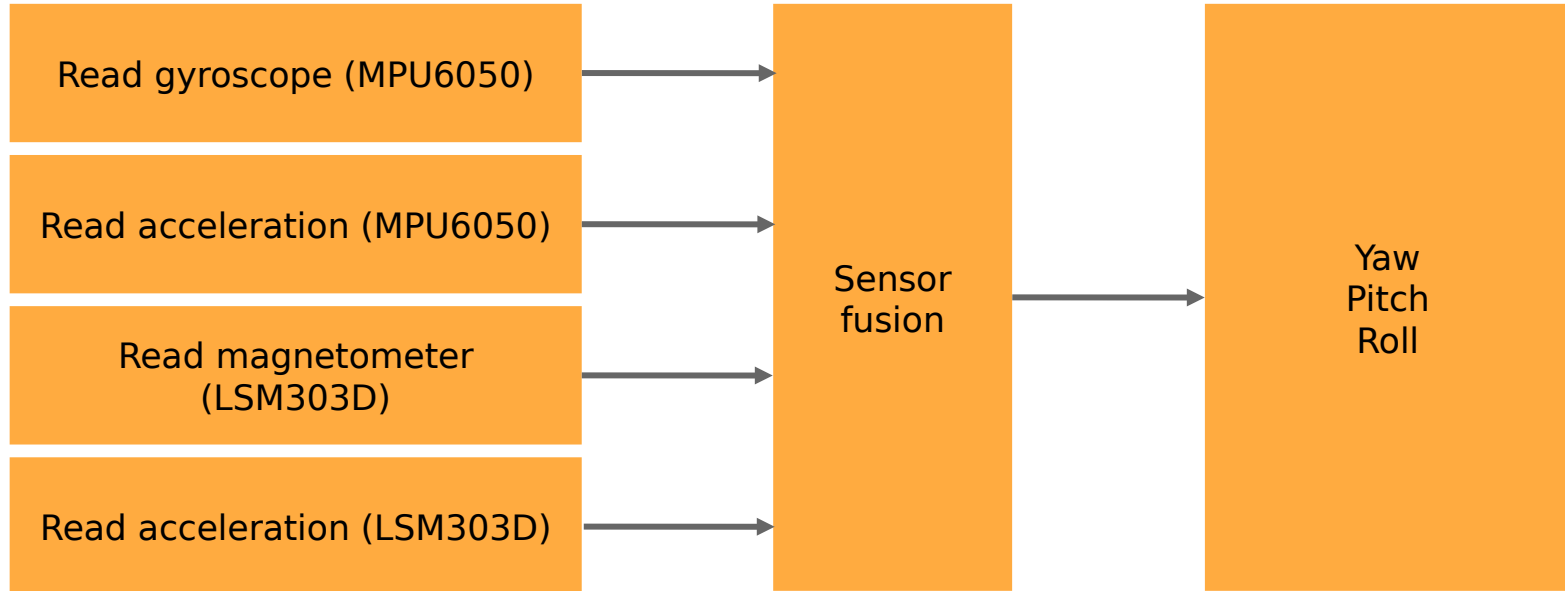 Read gyroscope (MPU6050)
Read acceleration (MPU6050)
Read magnetometer
(LSM303D)
Read acceleration (LSM303D)
Sensor
fusion
Yaw
Pitch
Roll